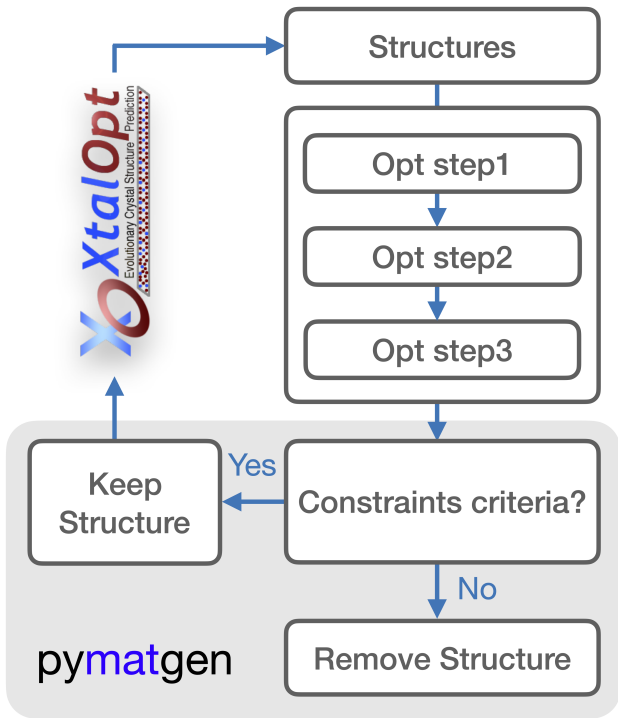 Structures
XtalOpt
Evolutionary Crystal Structure Prediction
Opt step1
Opt step2
Opt step3
Yes
Keep
Structure
Constraints criteria?
No
pymatgen
Remove Structure